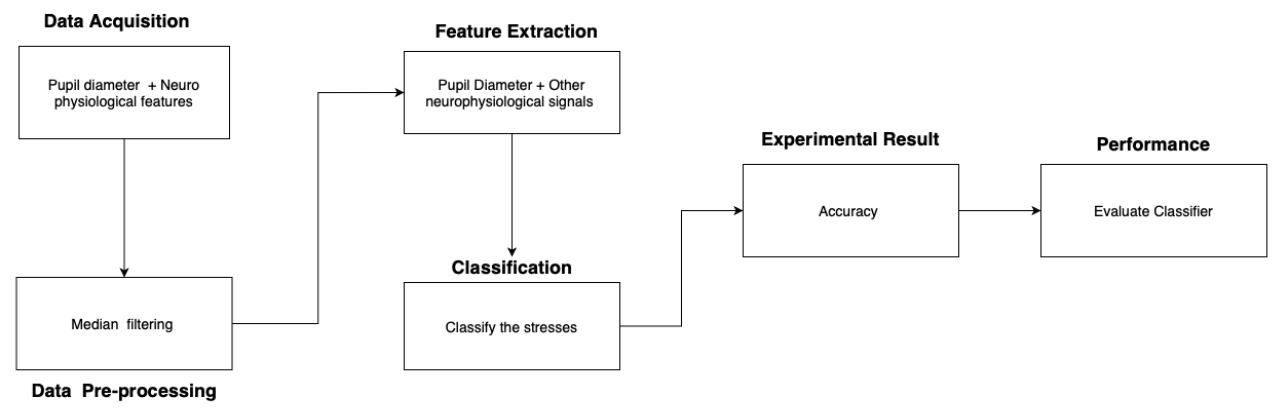 Data Acquisition
Pupil diameter + Neuro
physiological features
Median filtering
Data Pre-processing
Feature Extraction
Pupil Diameter + Other
neurophysiological signals
Classification
Classify the stresses
Experimental Result
Accuracy
Performance
Evaluate Classifier